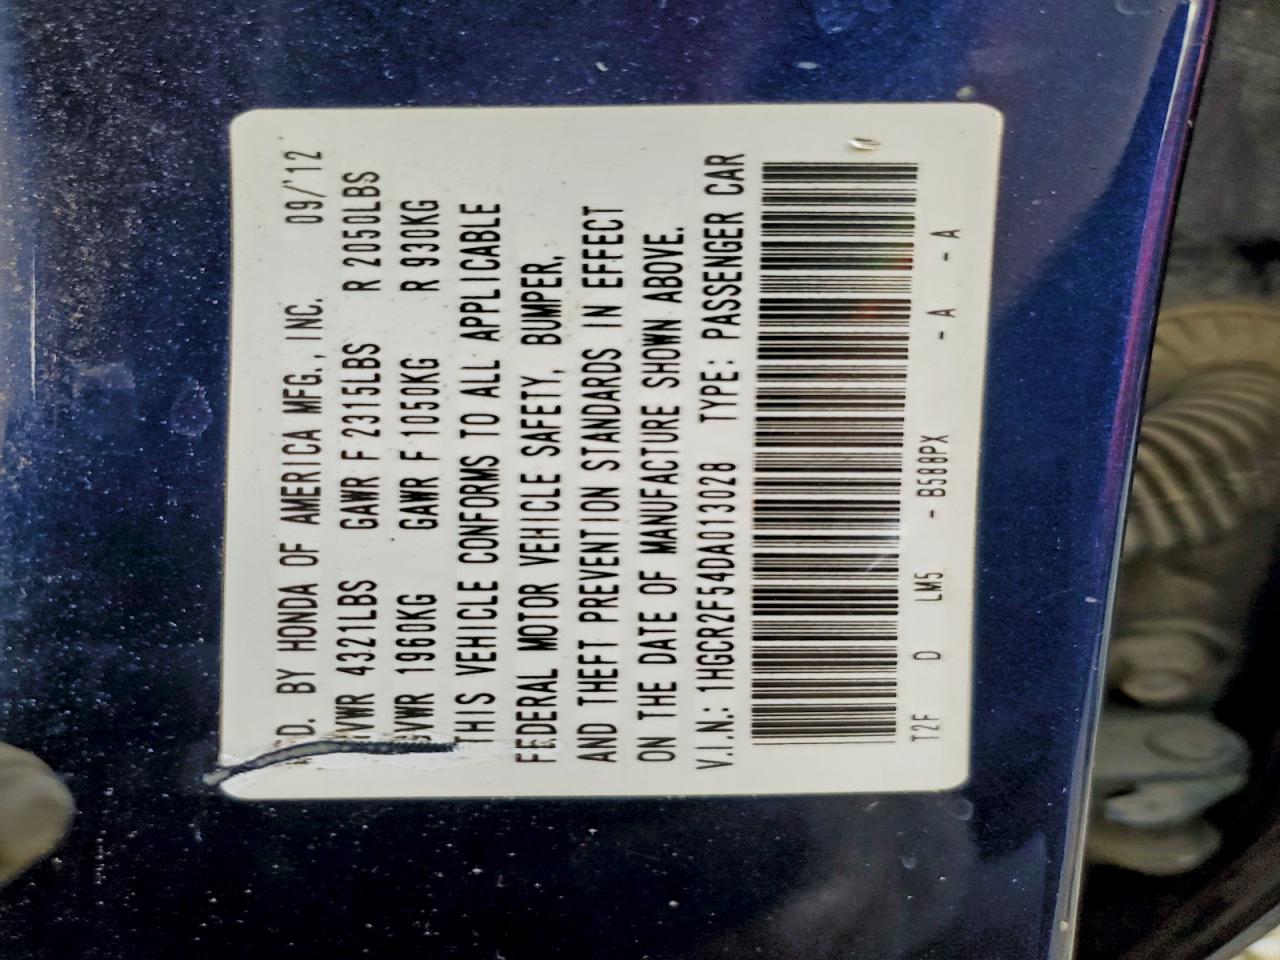 D. BY HONDA OF AMERICA MFG., INC. 09/'12
GVWR 4321LBS GAWR F 2315LBS R 2050LBS
GVWR 1960KG GAWR F 1050KG R 930KG
THIS VEHICLE CONFORMS TO ALL APPLICABLE
FEDERAL MOTOR VEHICLE SAFETY, BUMPER,
AND THEFT PREVENTION STANDARDS IN EFFECT
ON THE DATE OF MANUFACTURE SHOWN ABOVE.
V.I.N.: 1HGCR2F54DA013028 TYPE: PASSENGER CAR
T2F D LM5 - B588PX - A - A